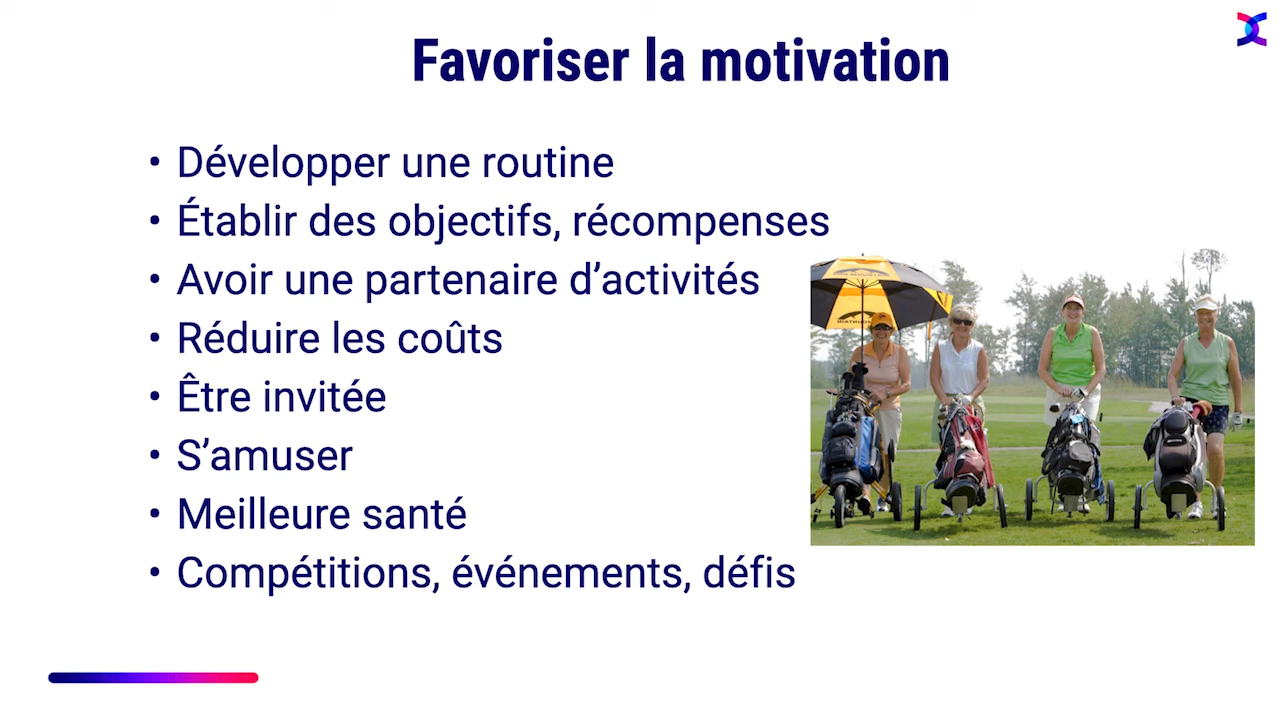 Favoriser la motivation
• Développer une routine
• Établir des objectifs, récompenses
• Avoir une partenaire d’activités
• Réduire les coûts
• Être invitée
• S’amuser
• Meilleure santé
• Compétitions, événements, défis